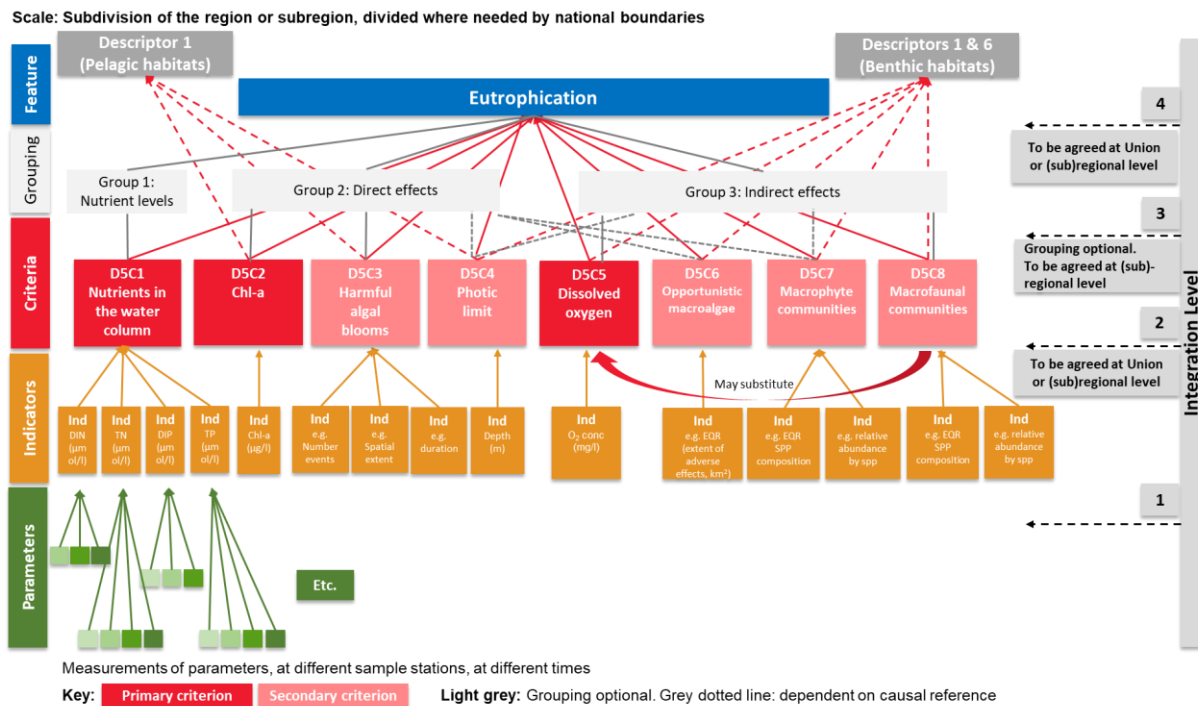 Scale: Subdivision of the region or subregion, divided where needed by national boundaries
Feature
Descriptor 1
(Pelagic habitats)
Descriptors 1 & 6
(Benthic habitats)
Eutrophication
4
To be agreed at Union
or (sub)regional level
Grouping
Group 1:
Nutrient levels
Group 2: Direct effects
Group 3: Indirect effects
3
Grouping optional.
To be agreed at (sub)-
regional level
Criteria
D5C1
Nutrients in
the water
column
D5C2
Chl-a
D5C3
Harmful
algal
blooms
D5C4
Photic
limit
D5C5
Dissolved
oxygen
D5C6
Opportunistic
macroalgae
D5C7
Macrophyte
communities
D5C8
Macrofaunal
communities
2
To be agreed at Union
or (sub)regional level
May substitute
Integration Level
Indicators
Ind
DIN
(µm
ol/l)
Ind
TN
(µm
ol/l)
Ind
DIP
(µm
ol/l)
Ind
TP
(µm
ol/l)
Ind
Chl-a
(µg/l)
Ind
e.g.
Number
events
Ind
e.g.
Spatial
extent
Ind
e.g.
duration
Ind
Depth
(m)
Ind
O₂ conc
(mg/l)
Ind
e.g. EQR
(extent of
adverse
effects, km²)
Ind
e.g. EQR
SPP
composition
Ind
e.g. relative
abundance
by spp
Ind
e.g. EQR
SPP
composition
Ind
e.g. relative
abundance
by spp
1
Parameters
Etc.
Measurements of parameters, at different sample stations, at different times
Key: Primary criterion Secondary criterion Light grey: Grouping optional. Grey dotted line: dependent on causal reference